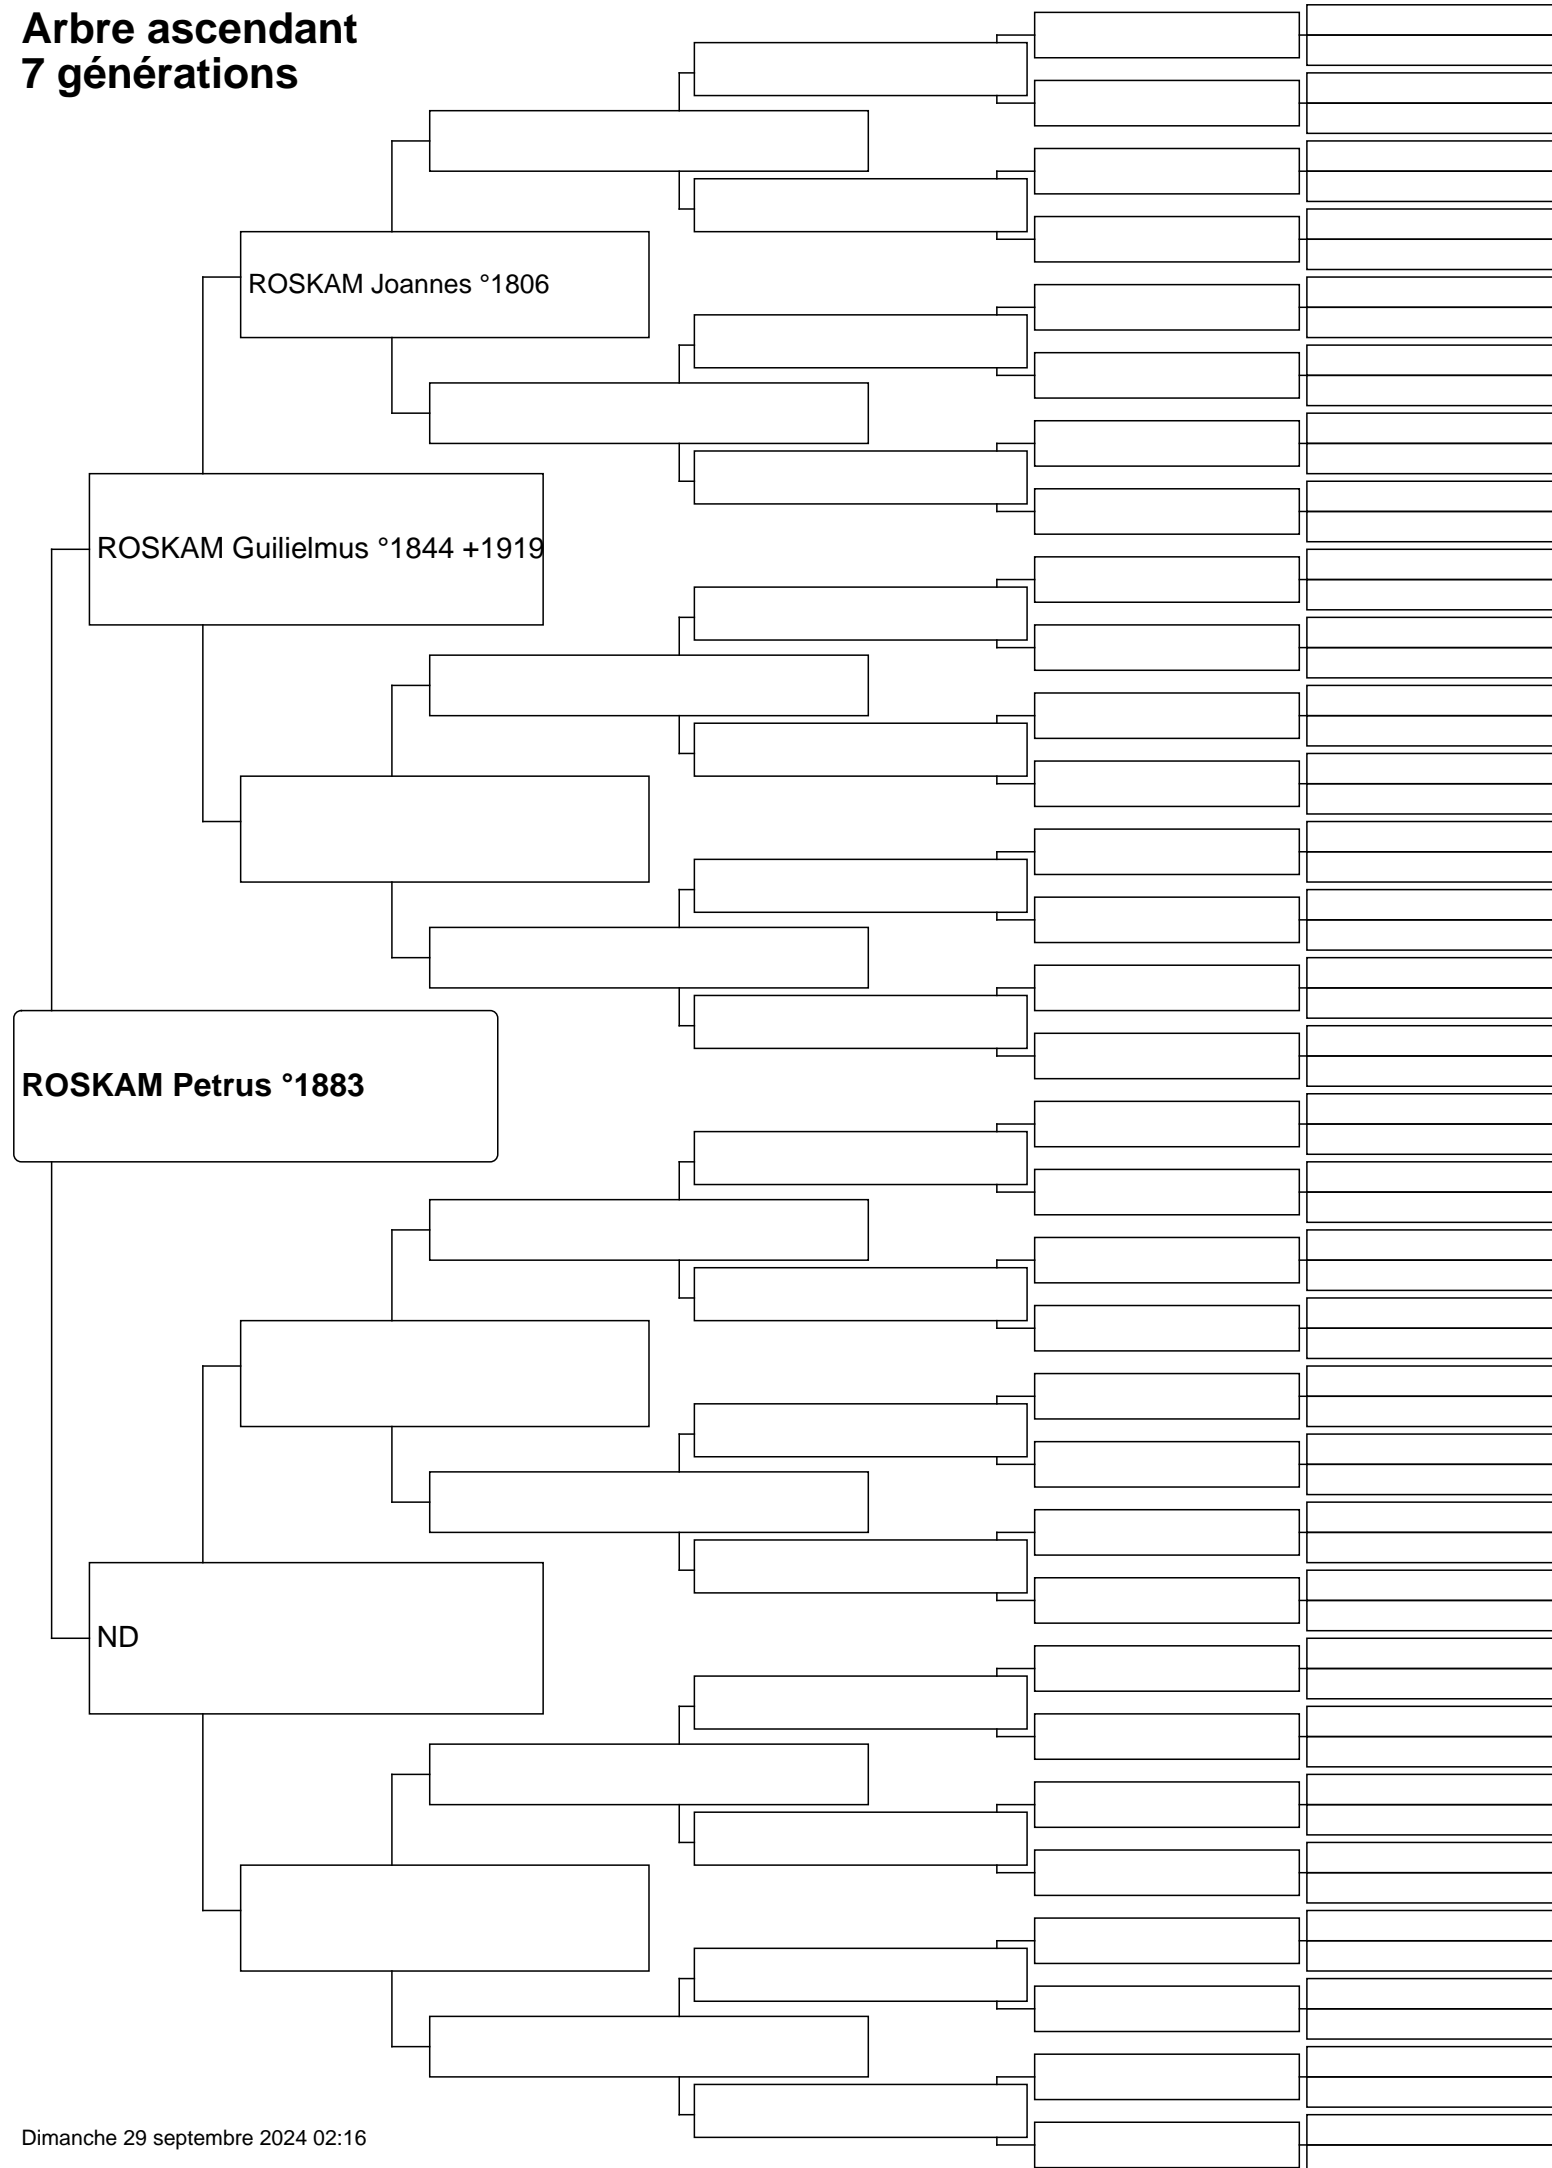 Arbre ascendant
7 générations
ROSKAM Joannes °1806
ROSKAM Guilielmus °1844 +1919
ROSKAM Petrus °1883
ND
Dimanche 29 septembre 2024 02:16